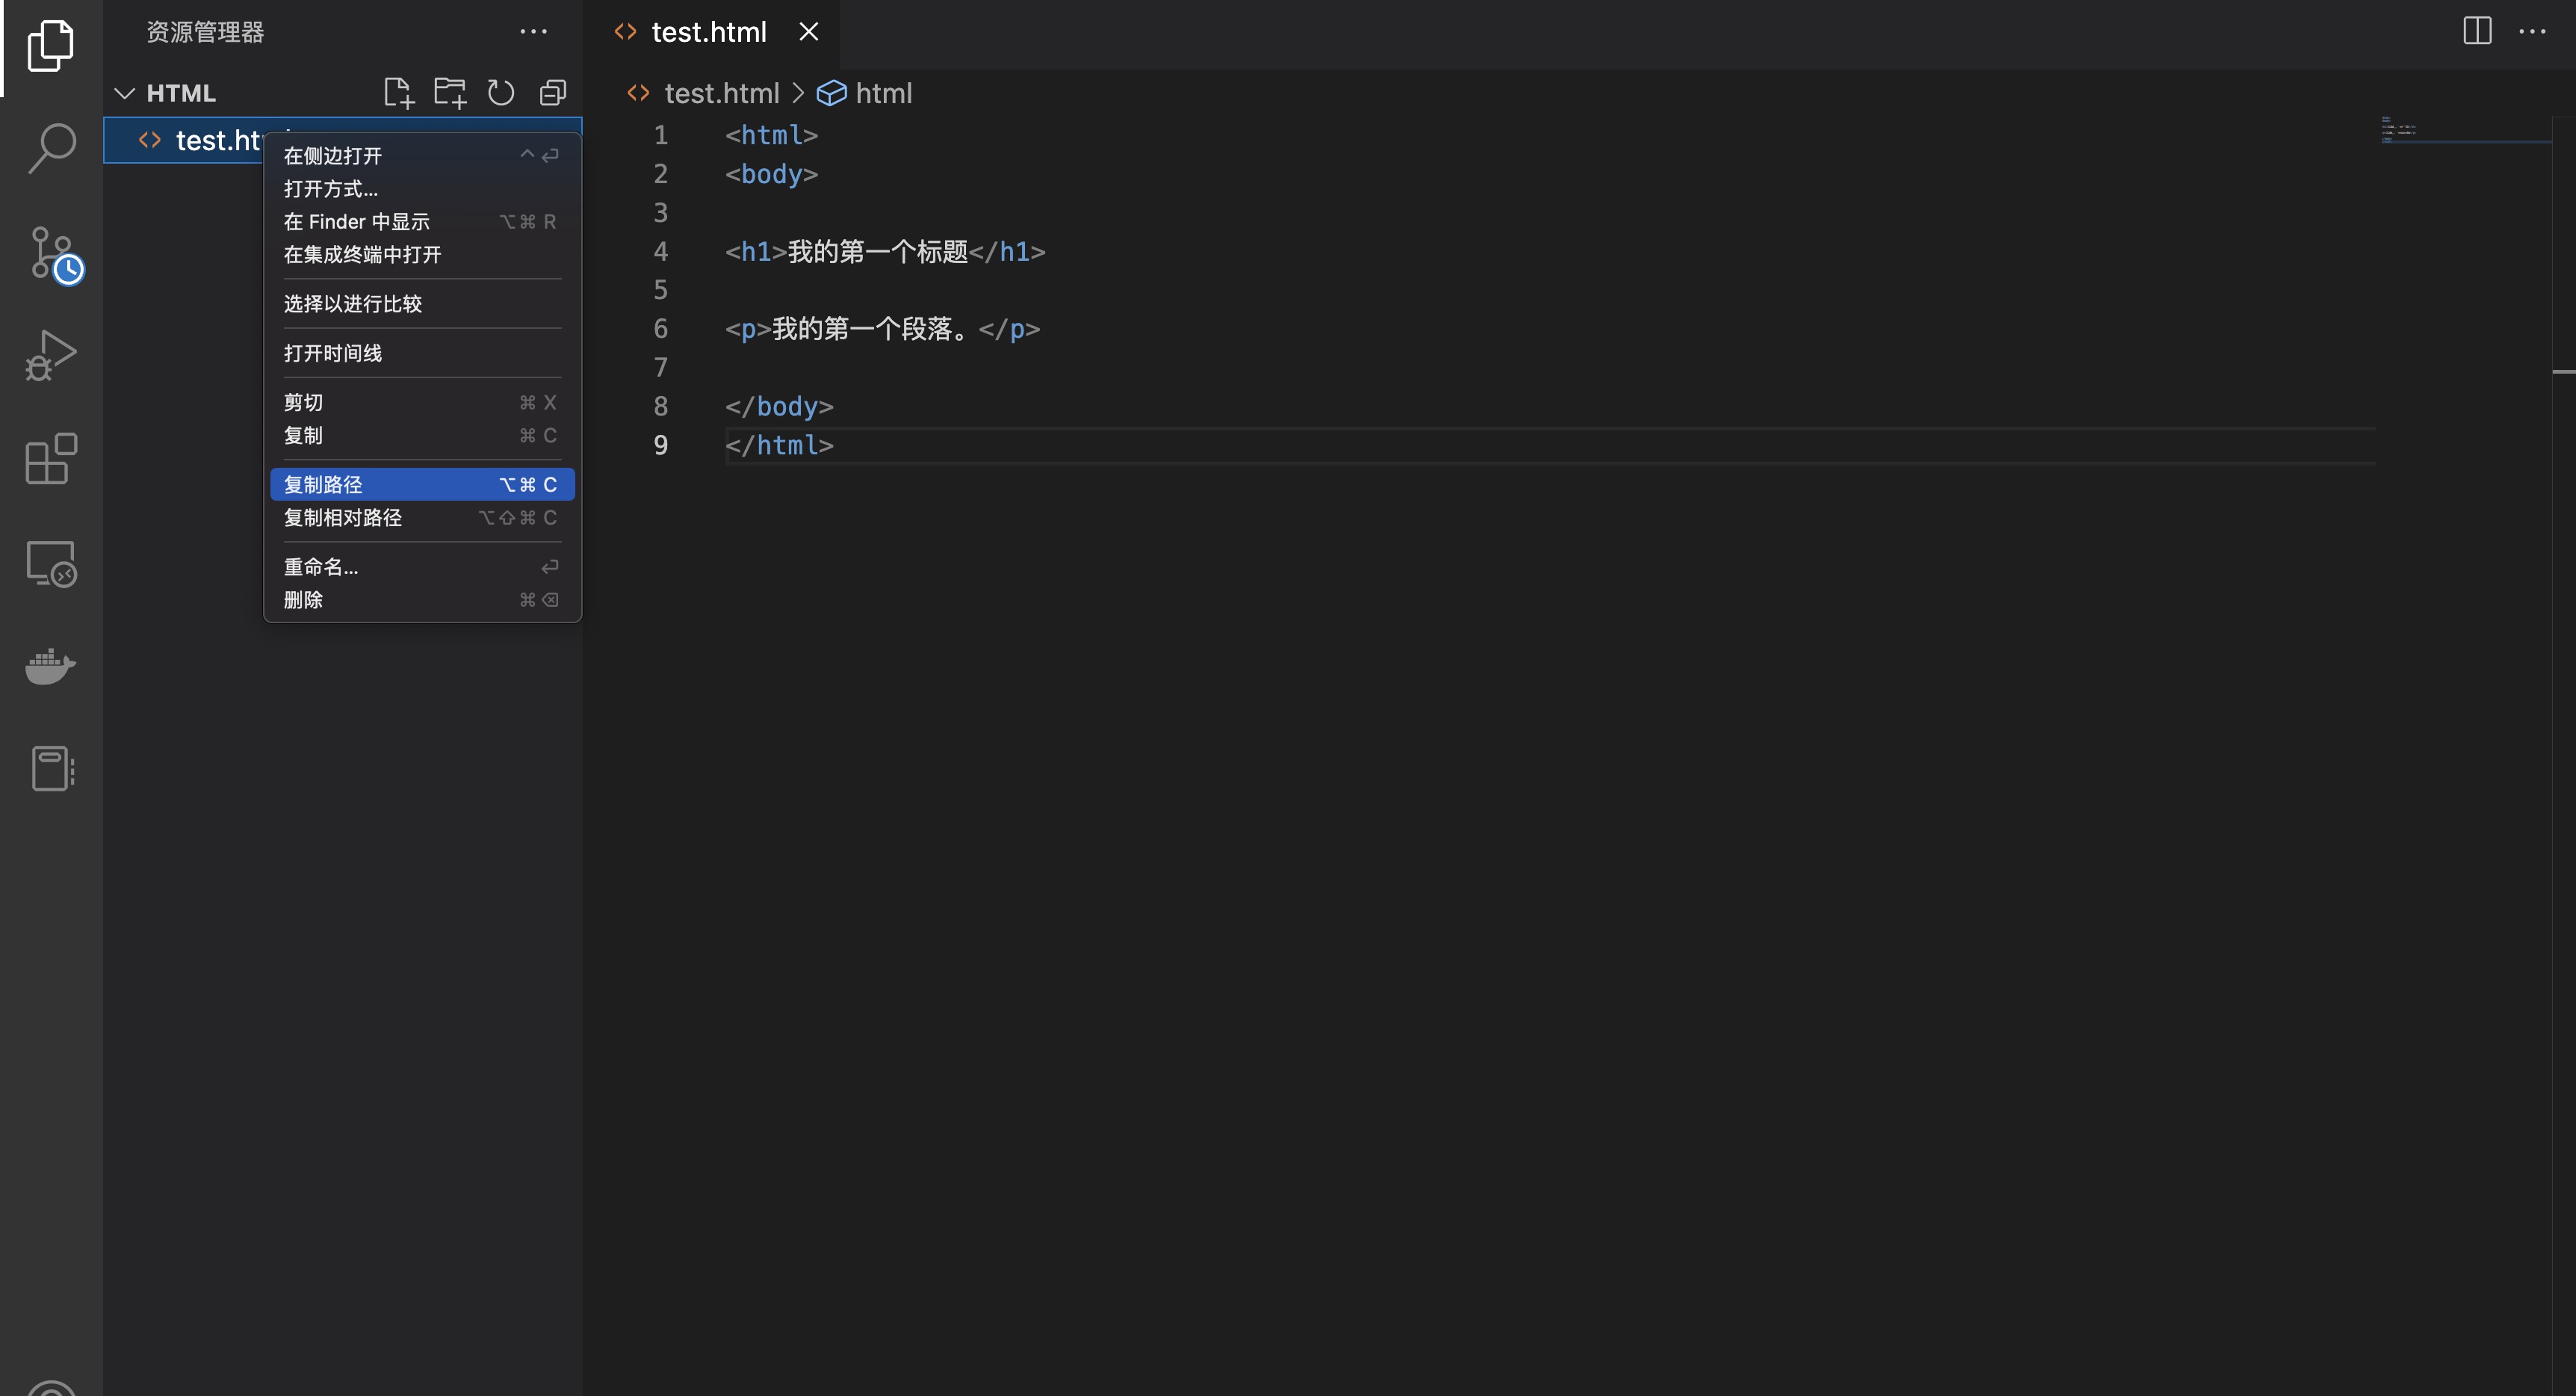 资源管理器
HTML
test.ht
在侧边打开 ^ ↩
打开方式...
在 Finder 中显示 ⌥⌘ R
在集成终端中打开
选择以进行比较
打开时间线
剪切 ⌘ X
复制 ⌘ C
复制路径 ⌥⌘ C
复制相对路径 ⌥⇧⌘ C
重命名... ↩
删除 ⌘⌫
test.html
test.html > html
1 <html>
2 <body>
3
4 <h1>我的第一个标题</h1>
5
6 <p>我的第一个段落。</p>
7
8 </body>
9 </html>